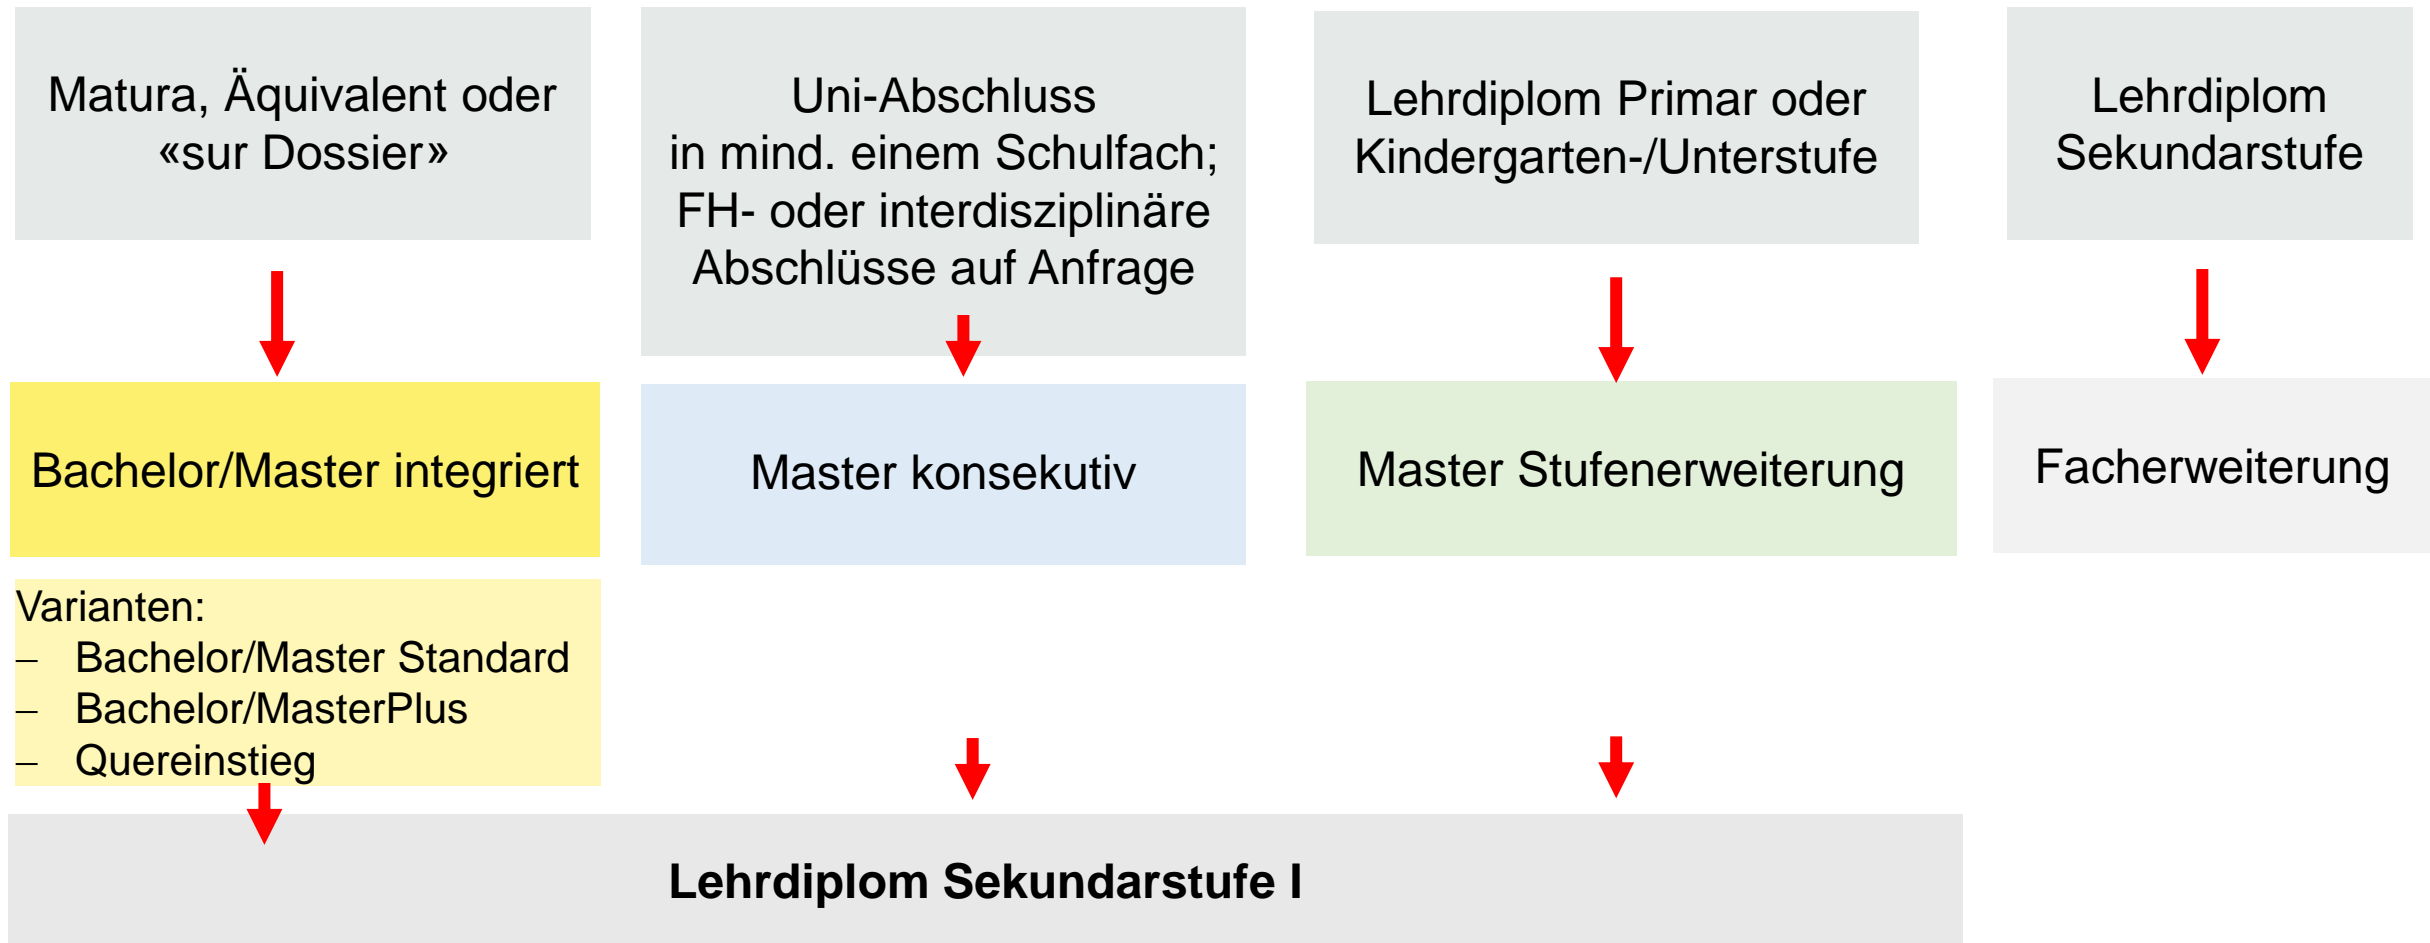 Matura, Äquivalent oder
«sur Dossier»
Uni-Abschluss
in mind. einem Schulfach;
FH- oder interdisziplinäre
Abschlüsse auf Anfrage
Lehrdiplom Primar oder
Kindergarten-/Unterstufe
Lehrdiplom
Sekundarstufe
Bachelor/Master integriert
Master konsekutiv
Master Stufenerweiterung
Facherweiterung
Varianten:
– Bachelor/Master Standard
– Bachelor/MasterPlus
– Quereinstieg
Lehrdiplom Sekundarstufe I